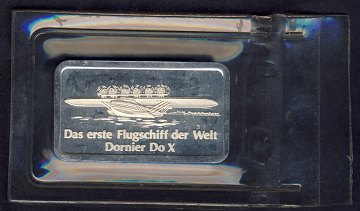 Das erste Flugschiff der Welt
Dornier Do X